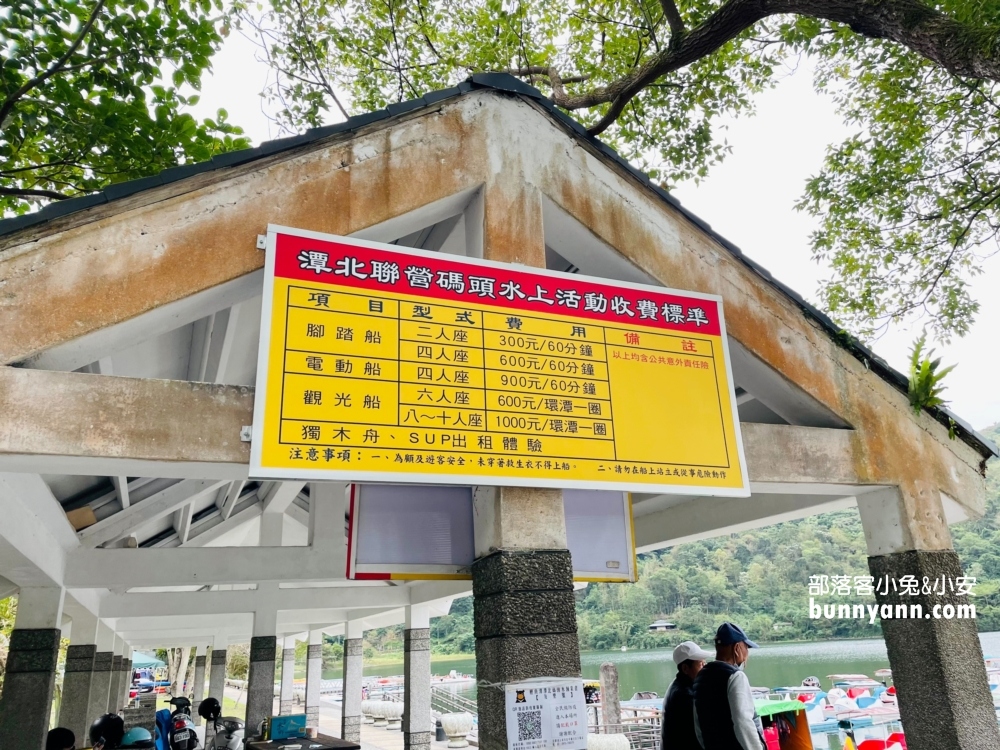 潭北聯營碼頭水上活動收費標準
項目 型式 費用 備註
腳踏船 二人座 300元/60分鐘 以上均含公共意外責任險
四人座 600元/60分鐘
電動船 四人座 900元/60分鐘
觀光船 六人座 600元/環潭一圈
八～十人座 1000元/環潭一圈
獨木舟、SUP出租體驗
注意事項：一、為顧及遊客安全，未穿著救生衣不得上船。 二、請勿在船上站立或從事危險動作
部落客小兔&小安
bunnyann.com